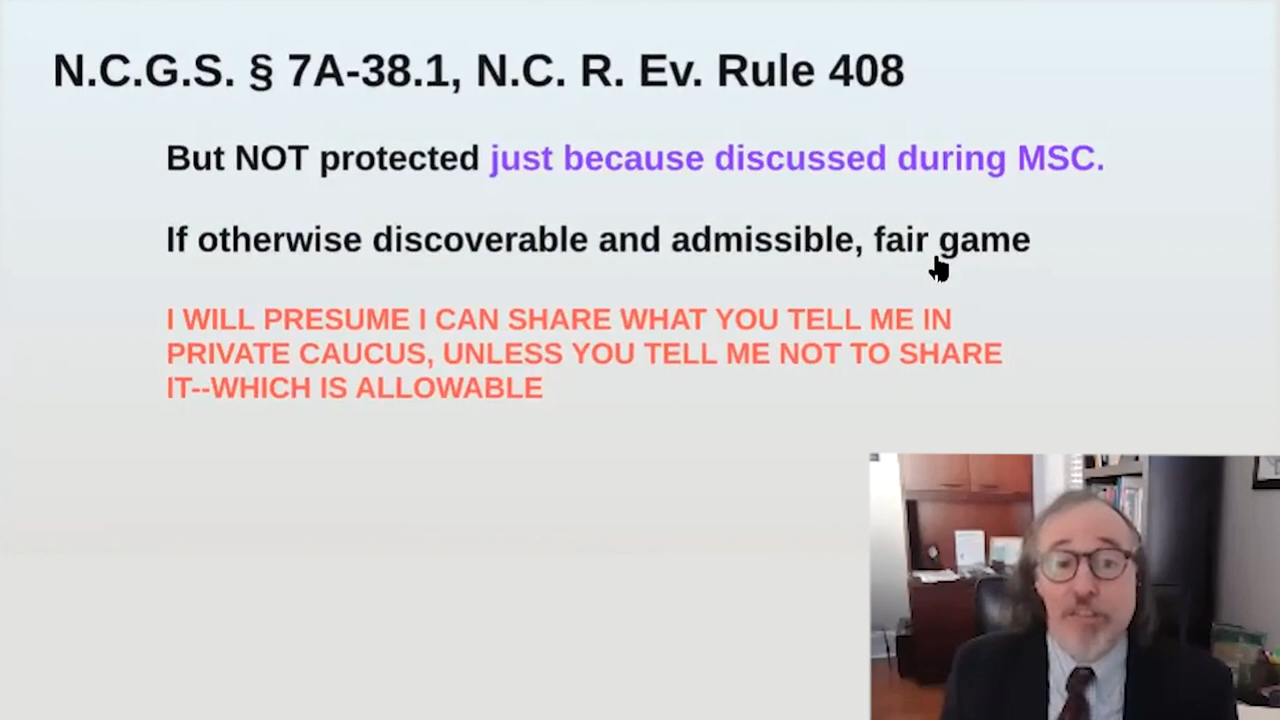 N.C.G.S. § 7A-38.1, N.C. R. Ev. Rule 408
But NOT protected just because discussed during MSC.
If otherwise discoverable and admissible, fair game
I WILL PRESUME I CAN SHARE WHAT YOU TELL ME IN
PRIVATE CAUCUS, UNLESS YOU TELL ME NOT TO SHARE
IT--WHICH IS ALLOWABLE